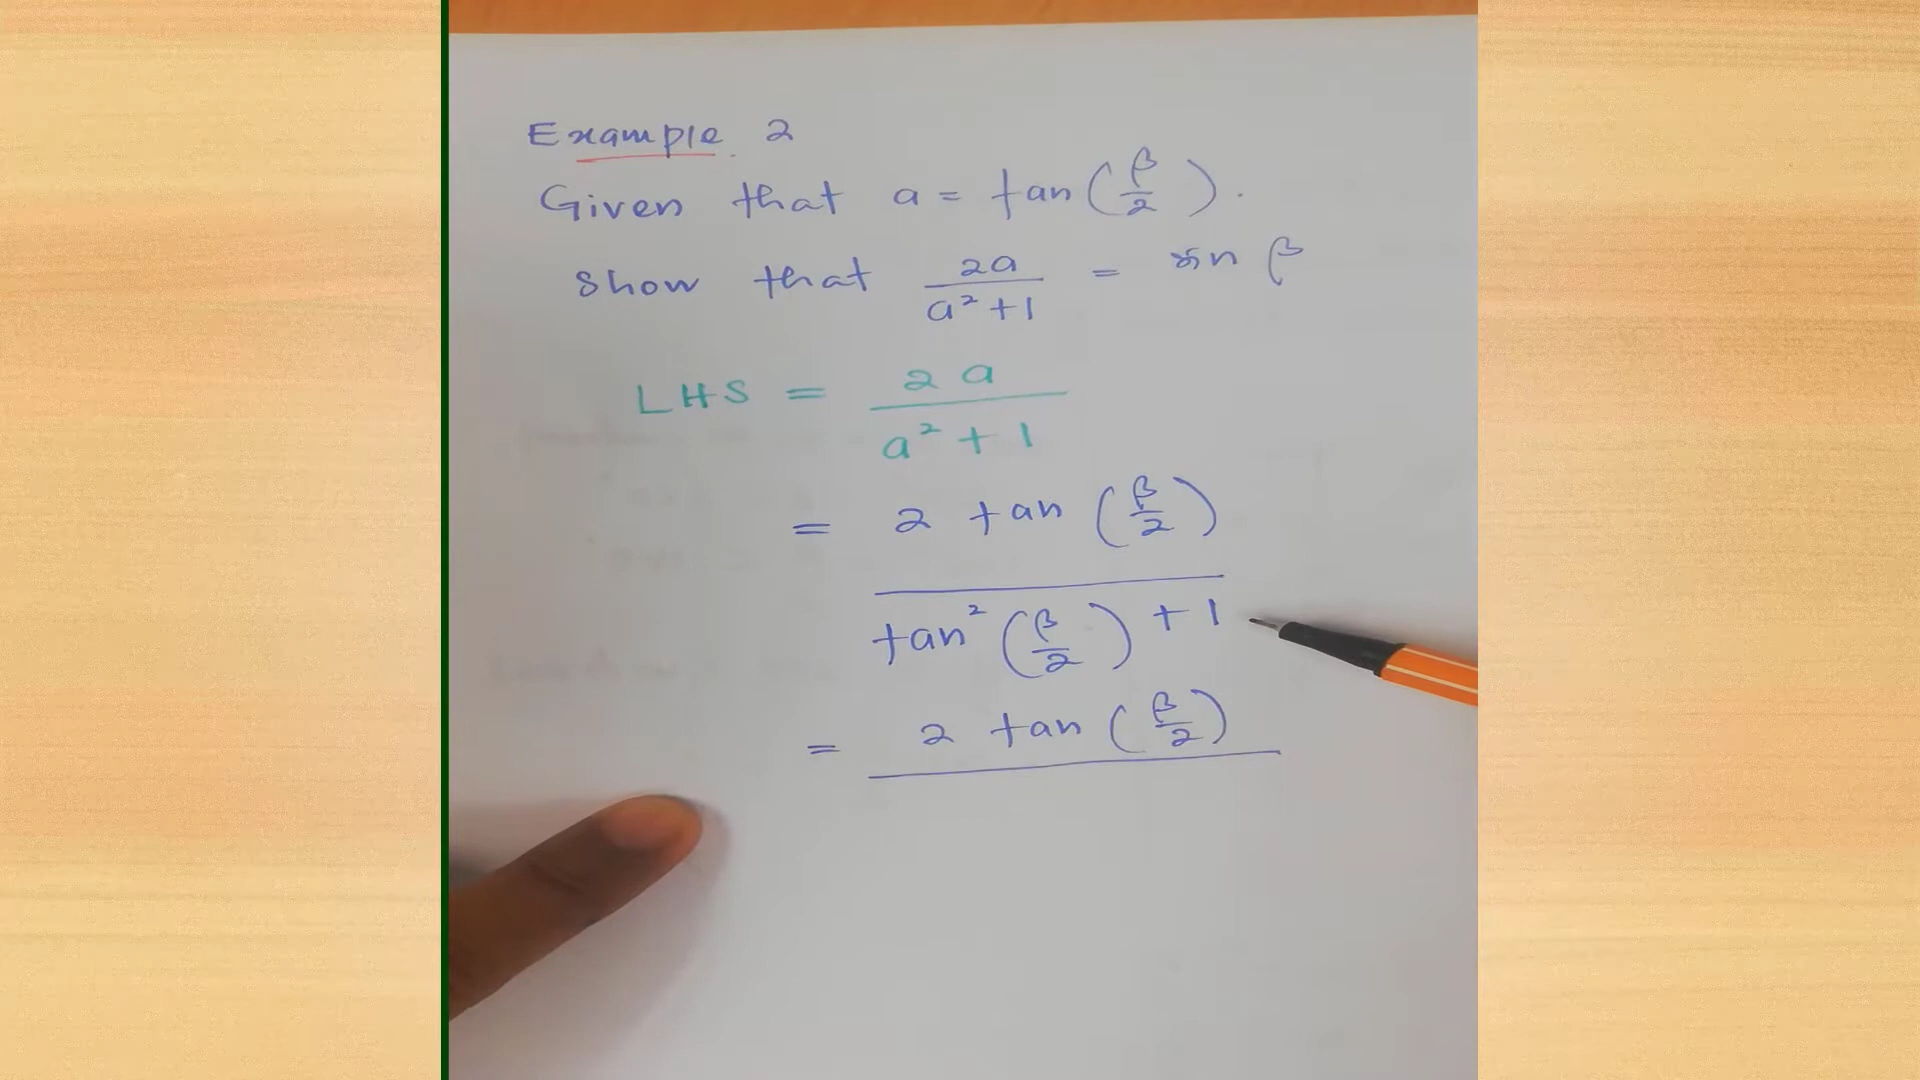 Example 2
Given that a = tan(β/2).
Show that 2a/(a²+1) = sin β
LHS = 2a/(a²+1)
= 2 tan(β/2)
tan²(β/2) + 1
= 2 tan(β/2)